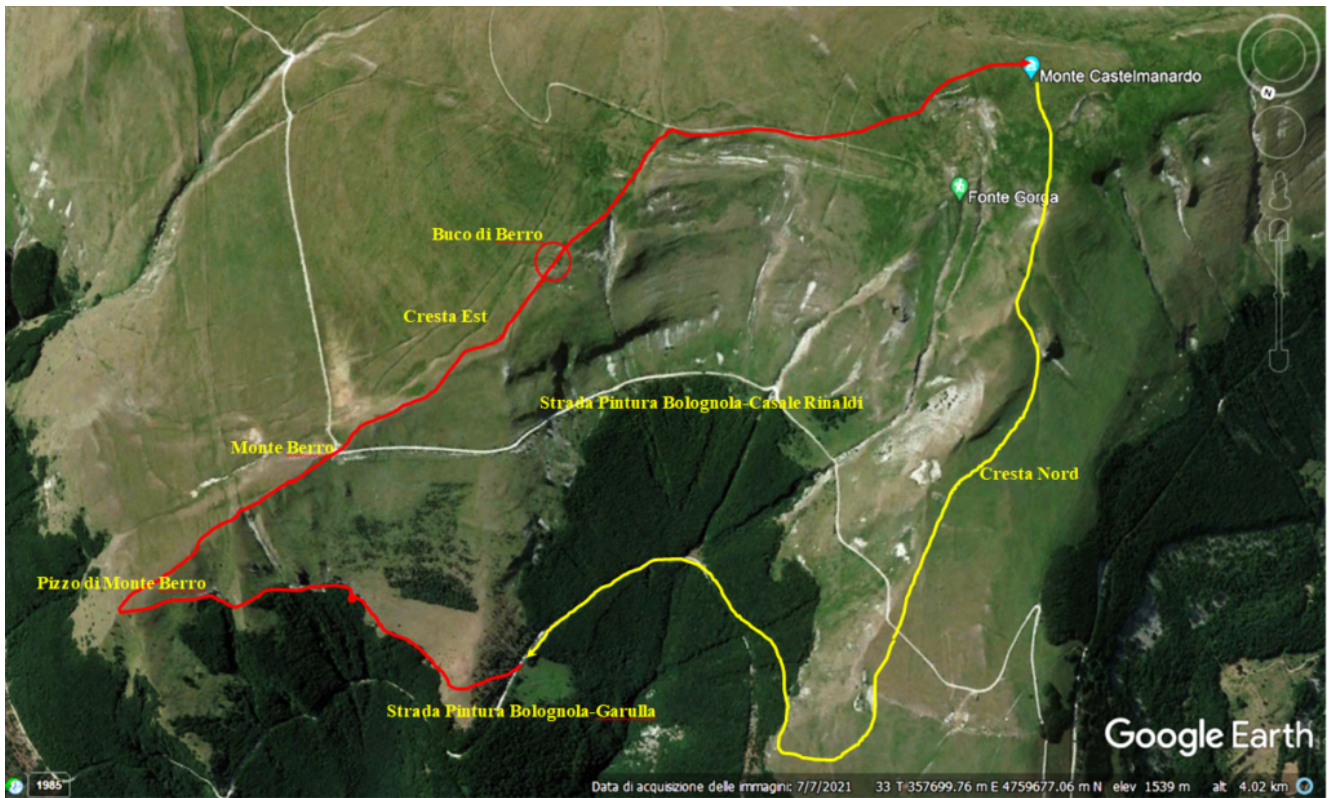 Monte Castelmanardo
N
Fonte Gorga
Buco di Berro
Cresta Est
Strada Pintura Bolognola-Casale Rinaldi
Monte Berro
Cresta Nord
Pizzo di Monte Berro
Strada Pintura Bolognola-Garulla
Google Earth
1985
Data di acquisizione delle immagini: 7/7/2021 33 T 357699.76 m E 4759677.06 m N elev 1539 m alt 4.02 km